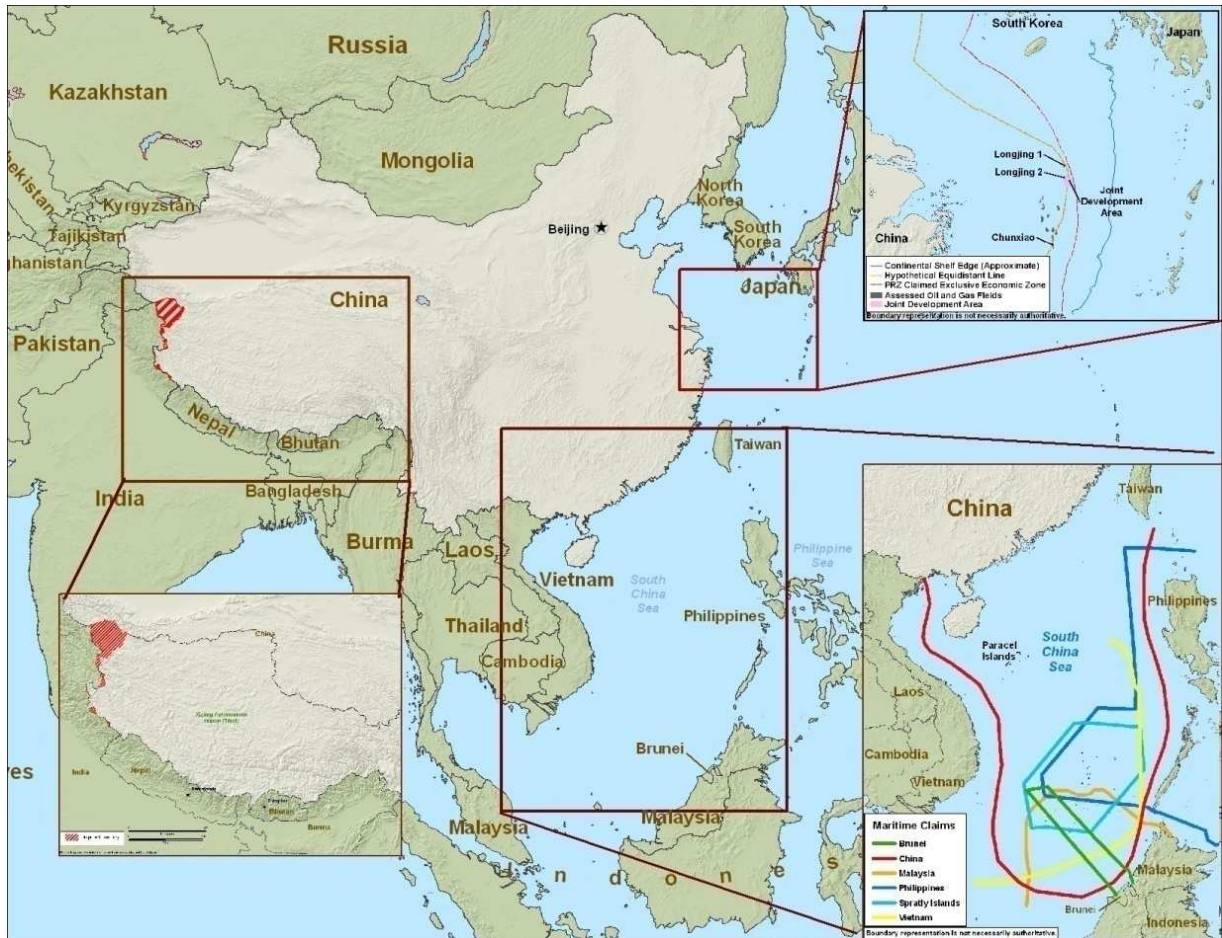 Russia
Kazakhstan
Mongolia
Kyrgyzstan
Tajikistan
North
Korea
South
Korea
Beijing
Japan
China
Pakistan
Nepal
Bhutan
Taiwan
India
Bangladesh
Burma
Laos
Vietnam
South
China
Sea
Philippine
Sea
Philippines
Thailand
Cambodia
Brunei
Malaysia
Malaysia
I n d o n e s
South Korea
Japan
Longjing 1
Longjing 2
Joint
Development
Area
Chunxiao
China
Continental Shelf Edge (Approximate)
Hypothetical Equidistant Line
PRZ Claimed Exclusive Economic Zone
Assessed Oil and Gas Fields
Joint Development Area
Boundary representation is not necessarily authoritative.
China
Taiwan
Philippines
Paracel
Islands
South
China
Sea
Laos
Cambodia
Vietnam
Maritime Claims
Brunei
China
Malaysia
Philippines
Spratly Islands
Vietnam
Malaysia
Brunei
Indonesia
Boundary representation is not necessarily authoritative.
China
India
Nepal
Bhutan
Burma